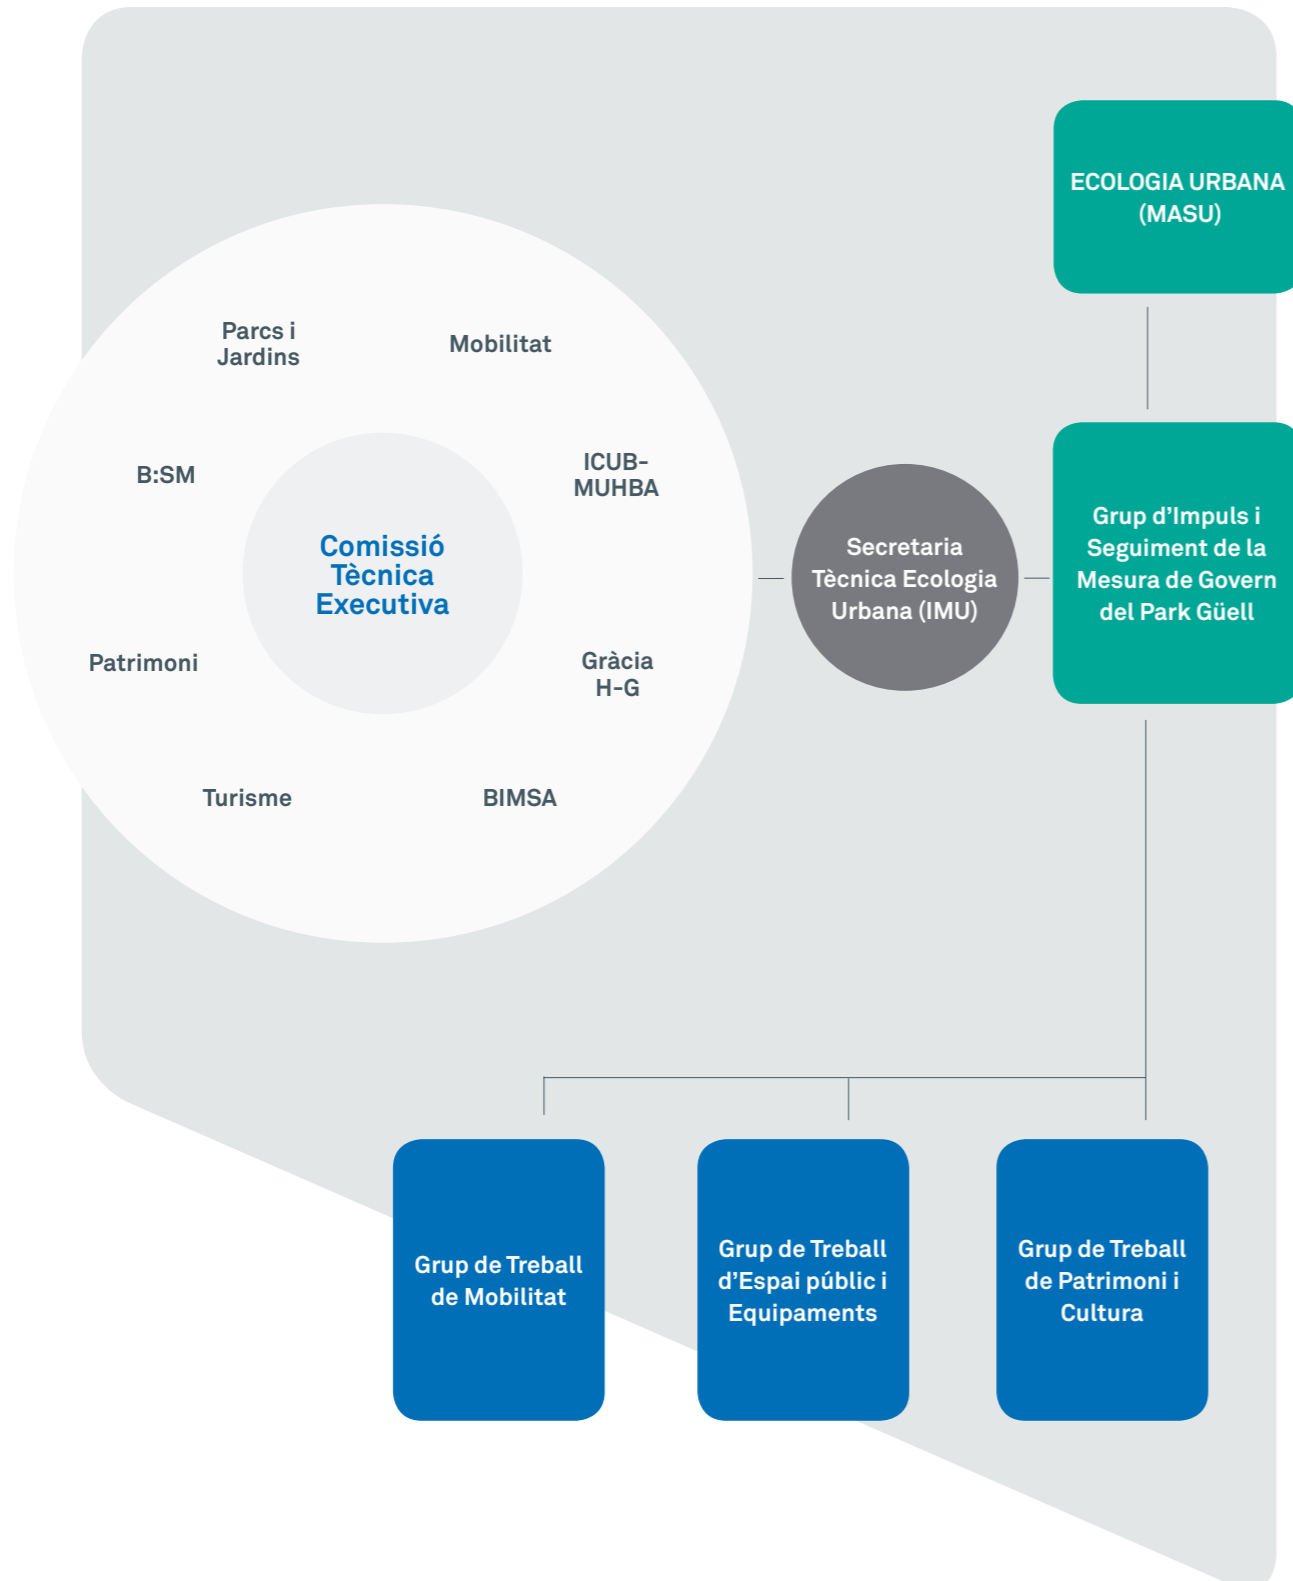 ECOLOGIA URBANA
(MASU)
Parcs i
Jardins
Mobilitat
B:SM
ICUB-
MUHBA
Comissió
Tècnica
Executiva
Patrimoni
Gràcia
H-G
Turisme
BIMSA
Secretaria
Tècnica Ecologia
Urbana (IMU)
Grup d’Impuls i
Seguiment de la
Mesura de Govern
del Park Güell
Grup de Treball
de Mobilitat
Grup de Treball
d’Espai públic i
Equipaments
Grup de Treball
de Patrimoni i
Cultura